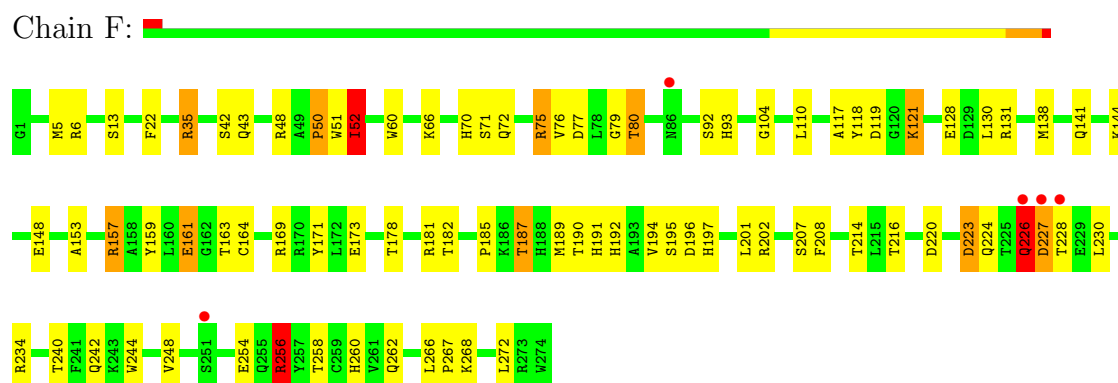 Chain F:
G1 M5 R6 S13 F22 R35 S42 Q43 R48 A49 P50 W51 I52 W60 K66 H70 S71 Q72 R75 V76 D77 L78 G79 T80 N86 S92 H93 G104 L110 A117 Y118 D119 G120 K121 E128 D129 L130 R131 M138 Q141 K144
E148 A153 R157 A158 Y159 L160 E161 G162 T163 C164 R169 R170 Y171 L172 E173 T178 R181 T182 P185 K186 T187 H188 M189 T190 H191 H192 A193 V194 S195 D196 H197 L201 R202 S207 F208 T214 L215 T216 D220 D223 Q224 T225 Q226 D227 T228 E229 L230
R234 T240 F241 Q242 K243 W244 V248 S251 E254 Q255 R256 Y257 T258 C259 H260 V261 Q262 L266 P267 K268 L272 R273 W274